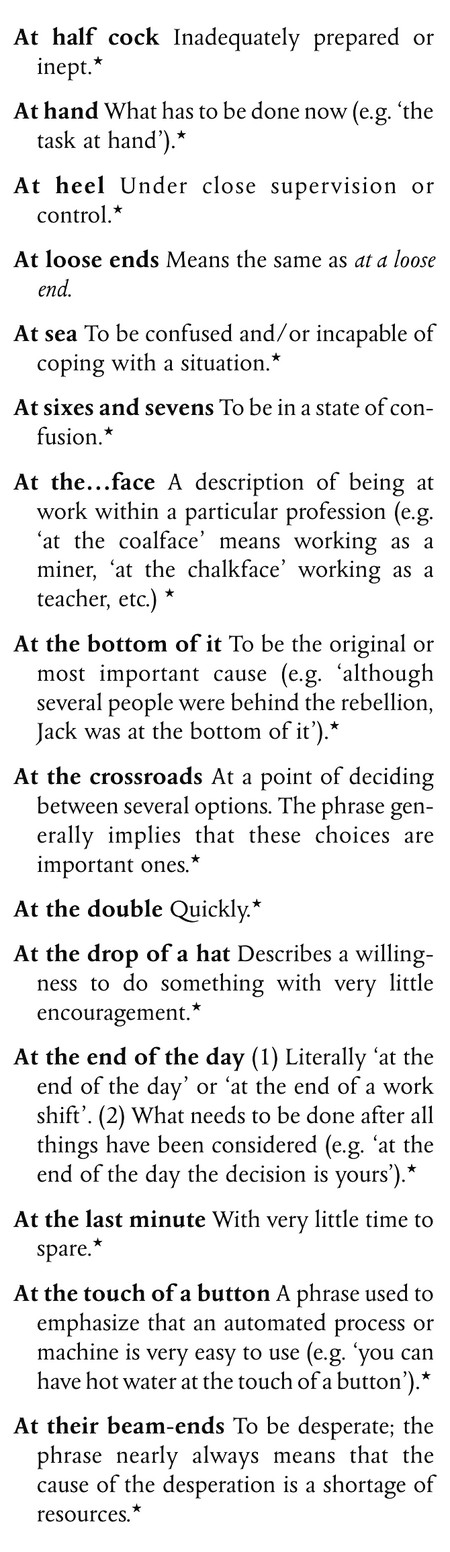 At half cock Inadequately prepared or
inept.★
At hand What has to be done now (e.g. ‘the
task at hand’).★
At heel Under close supervision or
control.★
At loose ends Means the same as at a loose
end.
At sea To be confused and/or incapable of
coping with a situation.★
At sixes and sevens To be in a state of con-
fusion.★
At the…face A description of being at
work within a particular profession (e.g.
‘at the coalface’ means working as a
miner, ‘at the chalkface’ working as a
teacher, etc.) ★
At the bottom of it To be the original or
most important cause (e.g. ‘although
several people were behind the rebellion,
Jack was at the bottom of it’).★
At the crossroads At a point of deciding
between several options. The phrase gen-
erally implies that these choices are
important ones.★
At the double Quickly.★
At the drop of a hat Describes a willing-
ness to do something with very little
encouragement.★
At the end of the day (1) Literally ‘at the
end of the day’ or ‘at the end of a work
shift’. (2) What needs to be done after all
things have been considered (e.g. ‘at the
end of the day the decision is yours’).★
At the last minute With very little time to
spare.★
At the touch of a button A phrase used to
emphasize that an automated process or
machine is very easy to use (e.g. ‘you can
have hot water at the touch of a button’).★
At their beam-ends To be desperate; the
phrase nearly always means that the
cause of the desperation is a shortage of
resources.★